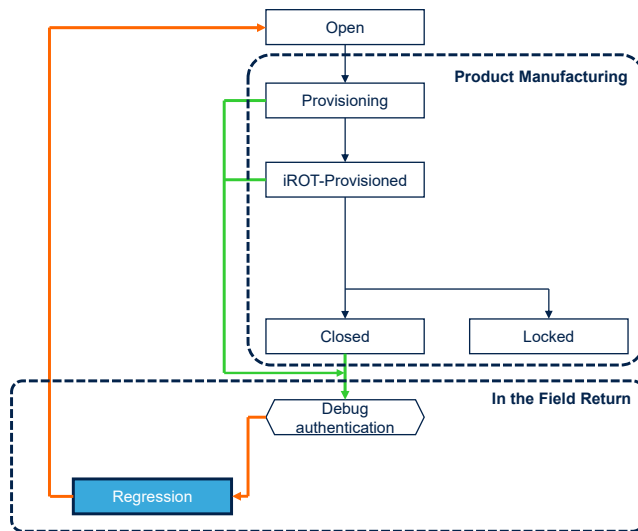 Open
Product Manufacturing
Provisioning
iROT-Provisioned
Closed
Locked
In the Field Return
Debug
authentication
Regression